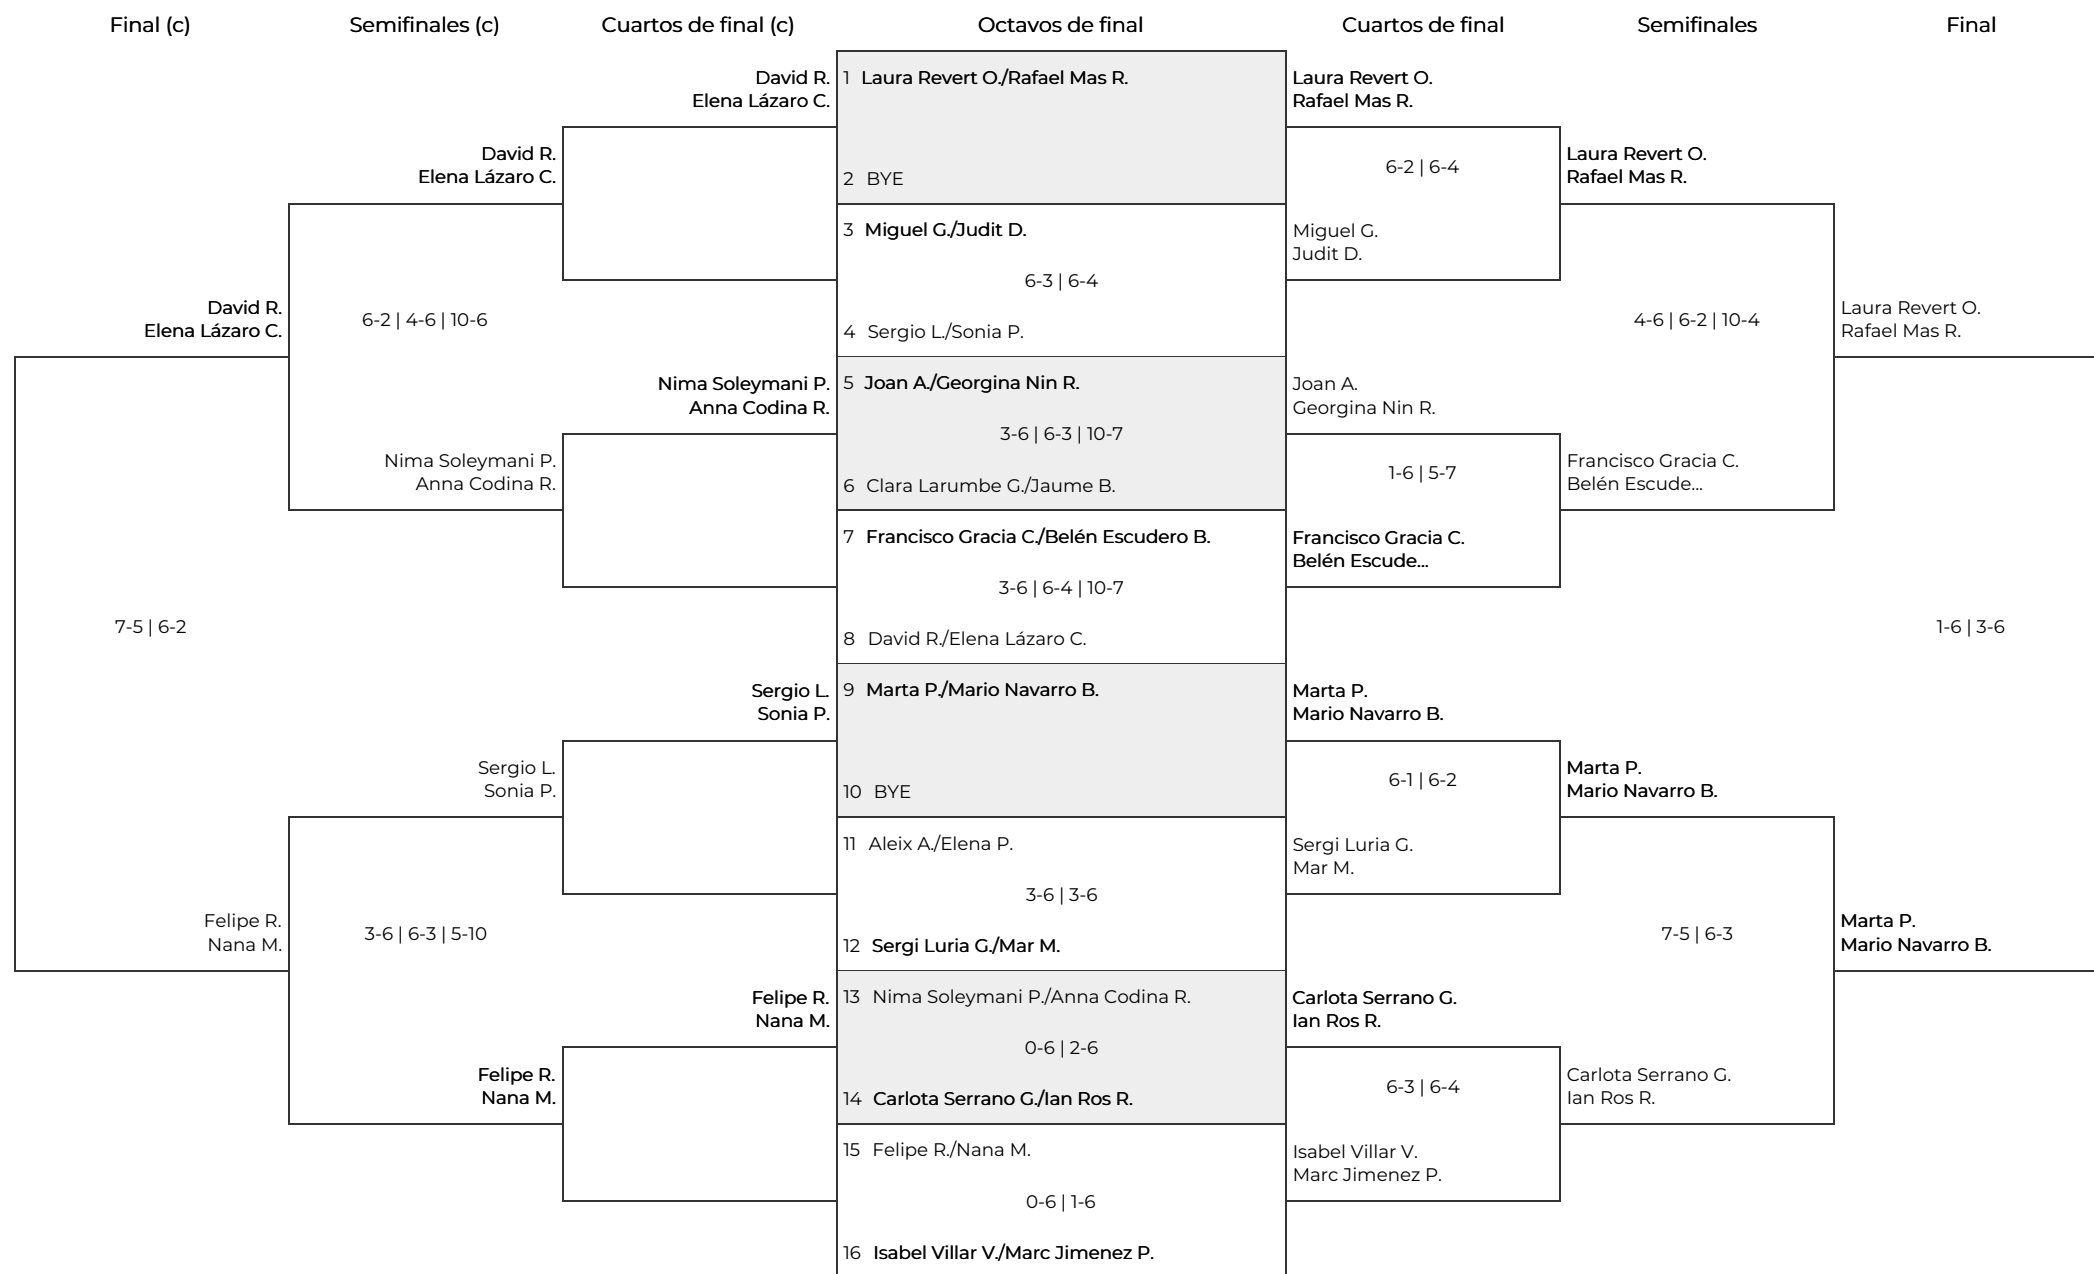 Final (c)
Semifinales (c)
Cuartos de final (c)
Octavos de final
Cuartos de final
Semifinales
Final
David R.
Elena Lázaro C.
7-5 | 6-2
Felipe R.
Nana M.
David R.
Elena Lázaro C.
6-2 | 4-6 | 10-6
Nima Soleymani P.
Anna Codina R.
Sergio L.
Sonia P.
3-6 | 6-3 | 5-10
Felipe R.
Nana M.
David R.
Elena Lázaro C.
Nima Soleymani P.
Anna Codina R.
Sergio L.
Sonia P.
Felipe R.
Nana M.
1 Laura Revert O./Rafael Mas R.
2 BYE
3 Miguel G./Judit D.
6-3 | 6-4
4 Sergio L./Sonia P.
5 Joan A./Georgina Nin R.
3-6 | 6-3 | 10-7
6 Clara Larumbe G./Jaume B.
7 Francisco Gracia C./Belén Escudero B.
3-6 | 6-4 | 10-7
8 David R./Elena Lázaro C.
9 Marta P./Mario Navarro B.
10 BYE
11 Aleix A./Elena P.
3-6 | 3-6
12 Sergi Luria G./Mar M.
13 Nima Soleymani P./Anna Codina R.
0-6 | 2-6
14 Carlota Serrano G./Ian Ros R.
15 Felipe R./Nana M.
0-6 | 1-6
16 Isabel Villar V./Marc Jimenez P.
Laura Revert O.
Rafael Mas R.
6-2 | 6-4
Miguel G.
Judit D.
Joan A.
Georgina Nin R.
1-6 | 5-7
Francisco Gracia C.
Belén Escude...
Marta P.
Mario Navarro B.
6-1 | 6-2
Sergi Luria G.
Mar M.
Carlota Serrano G.
Ian Ros R.
6-3 | 6-4
Isabel Villar V.
Marc Jimenez P.
Laura Revert O.
Rafael Mas R.
4-6 | 6-2 | 10-4
Francisco Gracia C.
Belén Escude...
Marta P.
Mario Navarro B.
7-5 | 6-3
Carlota Serrano G.
Ian Ros R.
Laura Revert O.
Rafael Mas R.
1-6 | 3-6
Marta P.
Mario Navarro B.